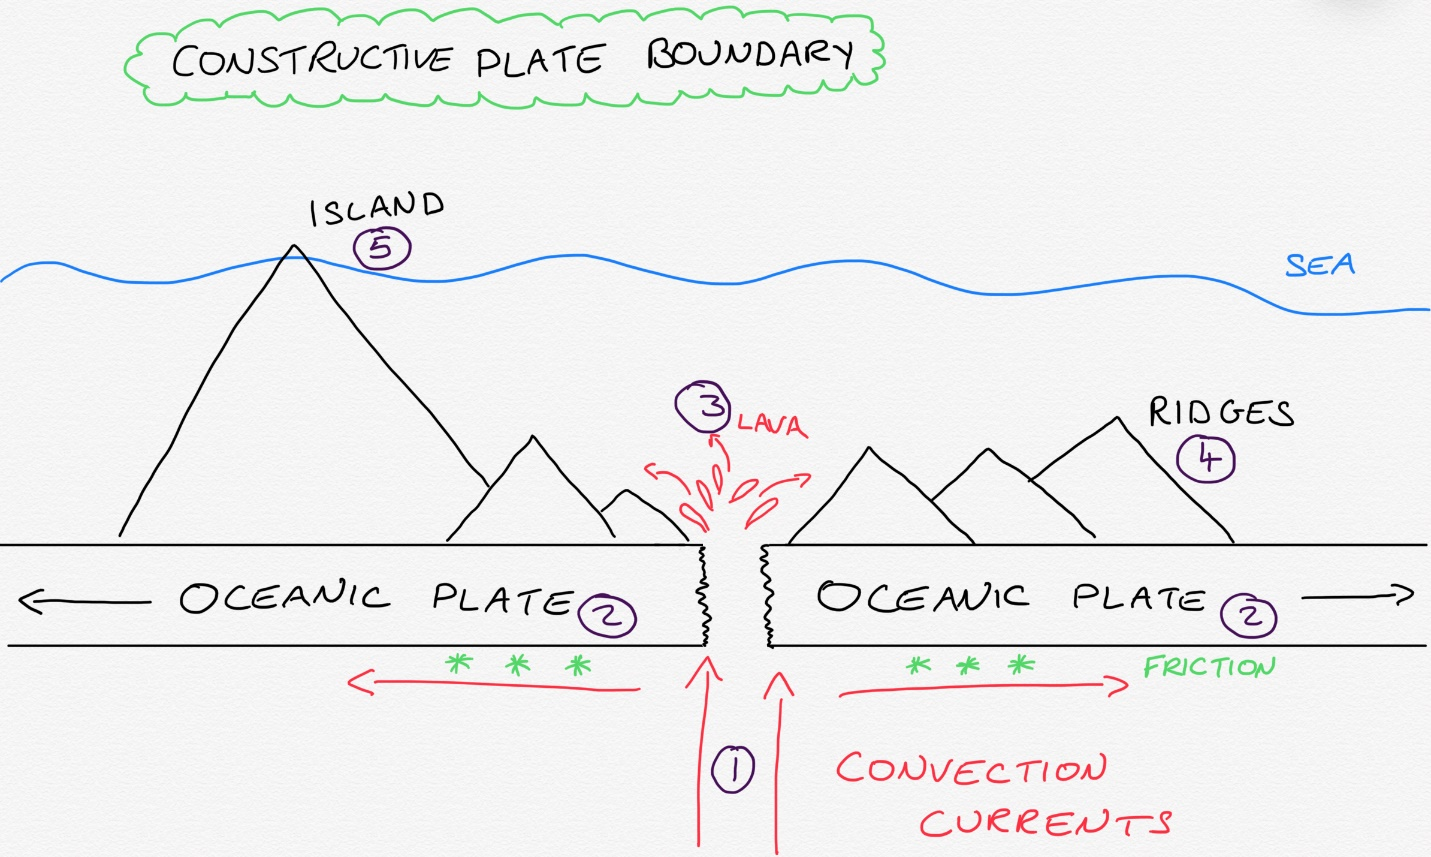 CONSTRUCTIVE PLATE BOUNDARY
ISLAND
5
SEA
3
LAVA
RIDGES
4
OCEANIC PLATE 2
OCEANIC PLATE 2
FRICTION
1
CONVECTION
CURRENTS